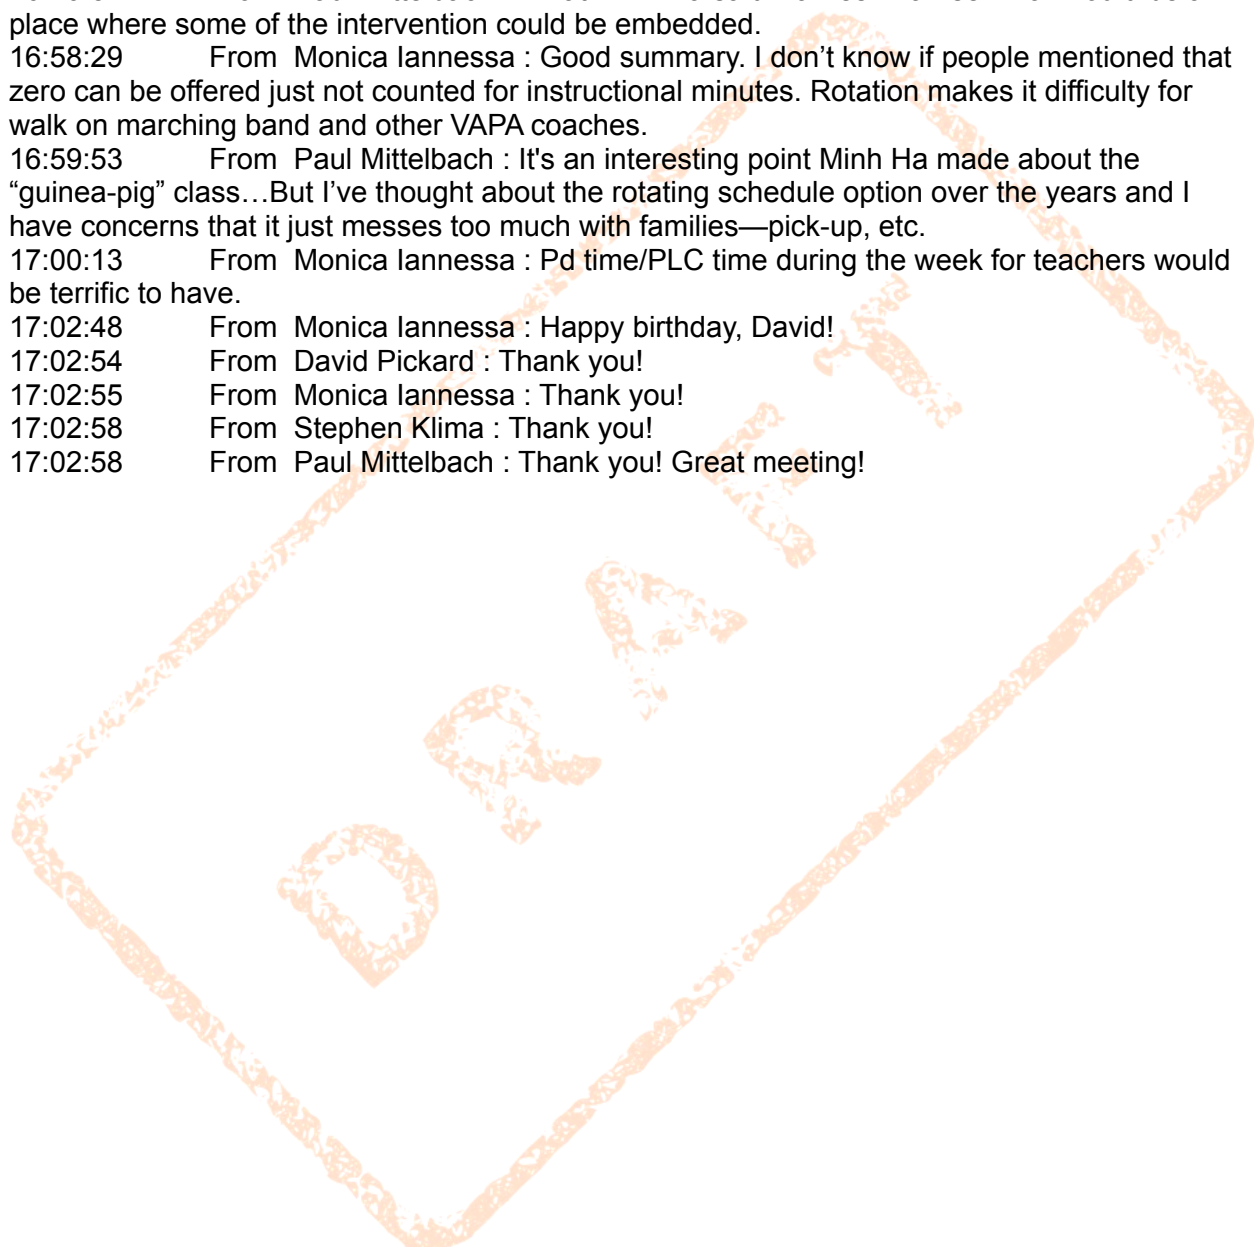 place where some of the intervention could be embedded.
16:58:29 From Monica Iannessa : Good summary. I don’t know if people mentioned that
zero can be offered just not counted for instructional minutes. Rotation makes it difficulty for
walk on marching band and other VAPA coaches.
16:59:53 From Paul Mittelbach : It's an interesting point Minh Ha made about the
“guinea-pig” class…But I’ve thought about the rotating schedule option over the years and I
have concerns that it just messes too much with families—pick-up, etc.
17:00:13 From Monica Iannessa : Pd time/PLC time during the week for teachers would
be terrific to have.
17:02:48 From Monica Iannessa : Happy birthday, David!
17:02:54 From David Pickard : Thank you!
17:02:55 From Monica Iannessa : Thank you!
17:02:58 From Stephen Klima : Thank you!
17:02:58 From Paul Mittelbach : Thank you! Great meeting!
DRAFT